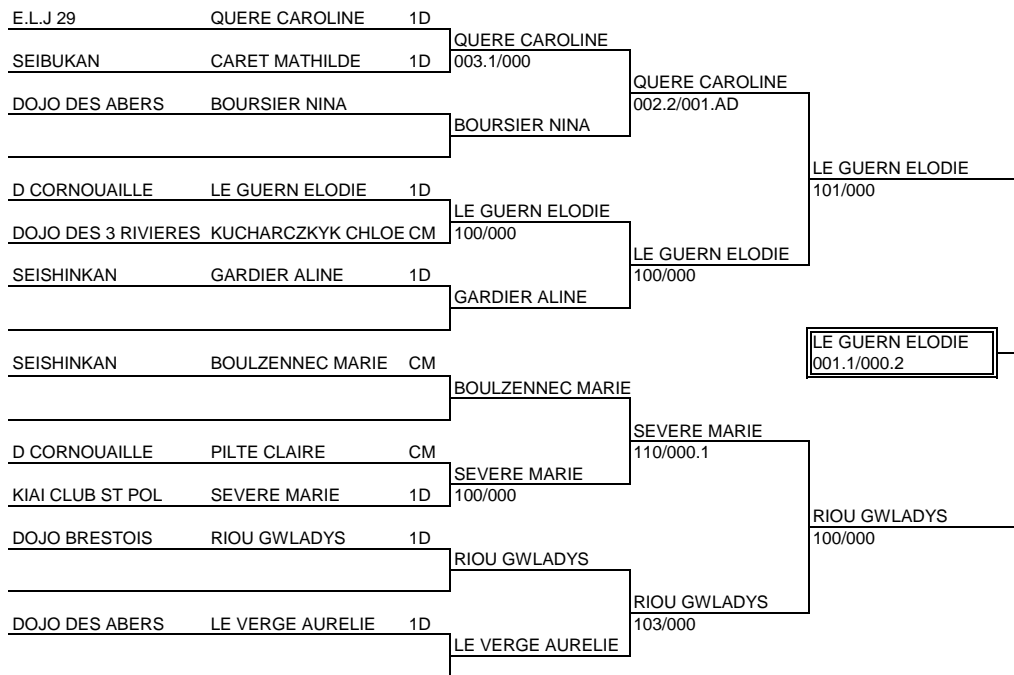 E.L.J 29 QUERE CAROLINE 1D
QUERE CAROLINE
SEIBUKAN CARET MATHILDE 1D 003.1/000
QUERE CAROLINE
DOJO DES ABERS BOURSIER NINA 002.2/001.AD
BOURSIER NINA
LE GUERN ELODIE
D CORNOUAILLE LE GUERN ELODIE 1D 101/000
LE GUERN ELODIE
DOJO DES 3 RIVIERES KUCHARCZKYK CHLOE CM 100/000
LE GUERN ELODIE
SEISHINKAN GARDIER ALINE 1D 100/000
GARDIER ALINE
LE GUERN ELODIE
SEISHINKAN BOULZENNEC MARIE CM 001.1/000.2
BOULZENNEC MARIE
SEVERE MARIE
D CORNOUAILLE PILTE CLAIRE CM 110/000.1
SEVERE MARIE
KIAI CLUB ST POL SEVERE MARIE 1D 100/000
RIOU GWLADYS
DOJO BRESTOIS RIOU GWLADYS 1D 100/000
RIOU GWLADYS
RIOU GWLADYS
DOJO DES ABERS LE VERGE AURELIE 1D 103/000
LE VERGE AURELIE